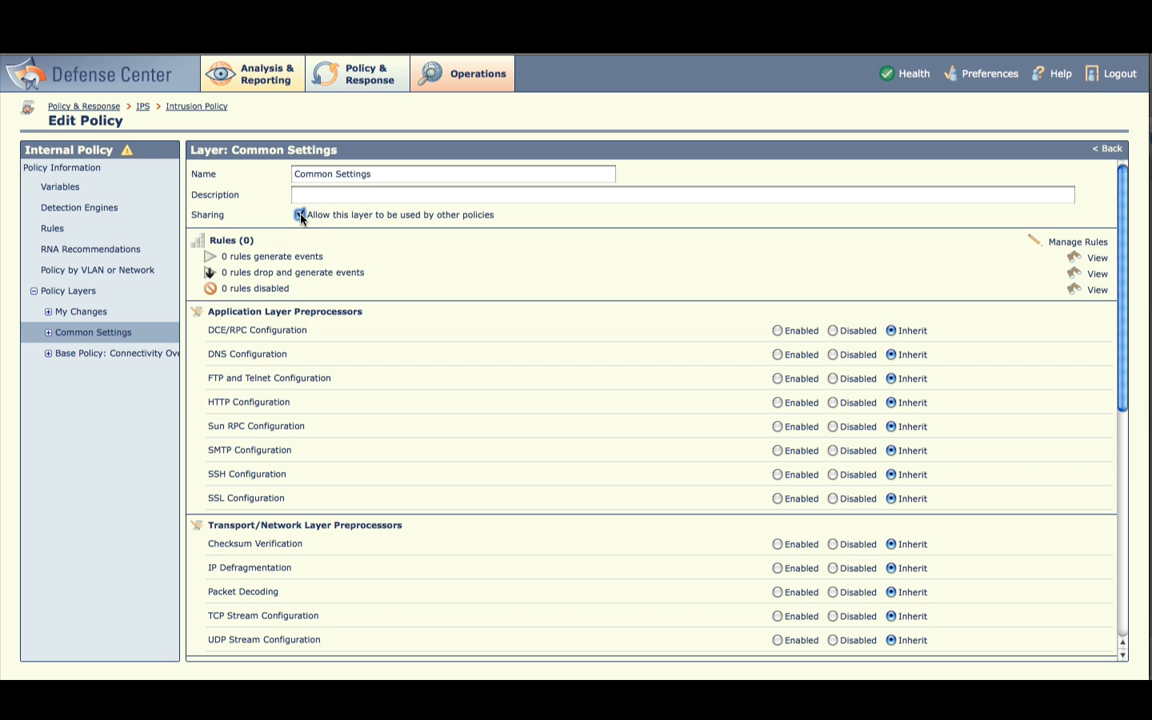 Defense Center
Analysis & Reporting
Policy & Response
Operations
Health
Preferences
Help
Logout
Policy & Response > IPS > Intrusion Policy
Edit Policy
Internal Policy
Policy Information
Variables
Detection Engines
Rules
RNA Recommendations
Policy by VLAN or Network
Policy Layers
My Changes
Common Settings
Base Policy: Connectivity Ov
Layer: Common Settings
< Back
Name Common Settings
Description
Sharing Allow this layer to be used by other policies
Rules (0) Manage Rules
0 rules generate events View
0 rules drop and generate events View
0 rules disabled View
Application Layer Preprocessors
DCE/RPC Configuration Enabled Disabled Inherit
DNS Configuration Enabled Disabled Inherit
FTP and Telnet Configuration Enabled Disabled Inherit
HTTP Configuration Enabled Disabled Inherit
Sun RPC Configuration Enabled Disabled Inherit
SMTP Configuration Enabled Disabled Inherit
SSH Configuration Enabled Disabled Inherit
SSL Configuration Enabled Disabled Inherit
Transport/Network Layer Preprocessors
Checksum Verification Enabled Disabled Inherit
IP Defragmentation Enabled Disabled Inherit
Packet Decoding Enabled Disabled Inherit
TCP Stream Configuration Enabled Disabled Inherit
UDP Stream Configuration Enabled Disabled Inherit